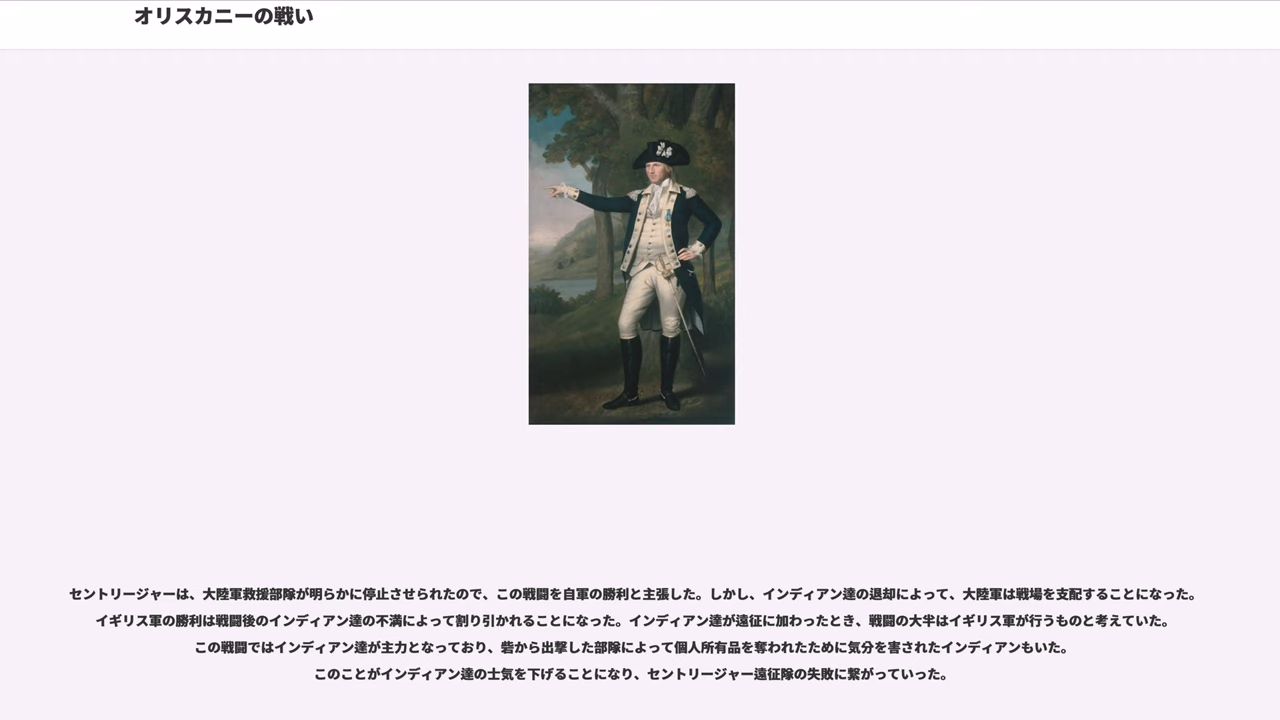 オリスカニーの戦い
セントリージャーは、大陸軍救援部隊が明らかに停止させられたので、この戦闘を自軍の勝利と主張した。しかし、インディアン達の退却によって、大陸軍は戦場を支配することになった。
イギリス軍の勝利は戦闘後のインディアン達の不満によって割り引かれることになった。インディアン達が遠征に加わったとき、戦闘の大半はイギリス軍が行うものと考えていた。
この戦闘ではインディアン達が主力となっており、砦から出撃した部隊によって個人所有品を奪われたために気分を害されたインディアンもいた。
このことがインディアン達の士気を下げることになり、セントリージャー遠征隊の失敗に繋がっていった。